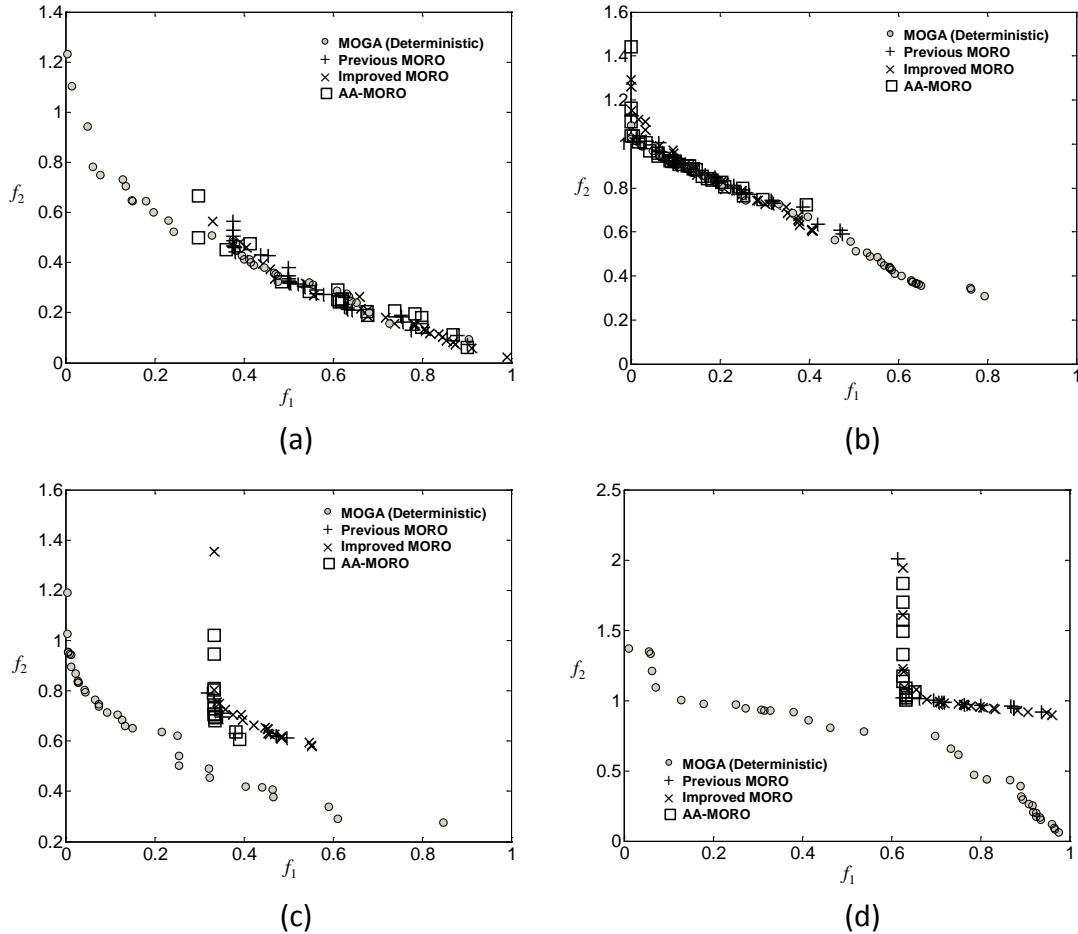 1.4
1.2
1
0.8
0.6
0.4
0.2
0
f2
0 0.2 0.4 0.6 0.8 1
f1
MOGA (Deterministic)
Previous MORO
Improved MORO
AA-MORO
(a)
1.6
1.4
1.2
1
0.8
0.6
0.4
0.2
0
f2
0 0.2 0.4 0.6 0.8 1
f1
MOGA (Deterministic)
Previous MORO
Improved MORO
AA-MORO
(b)
1.6
1.4
1.2
1
0.8
0.6
0.4
0.2
f2
0 0.2 0.4 0.6 0.8 1
f1
MOGA (Deterministic)
Previous MORO
Improved MORO
AA-MORO
(c)
2.5
2
1.5
1
0.5
0
f2
0 0.2 0.4 0.6 0.8 1
f1
MOGA (Deterministic)
Previous MORO
Improved MORO
AA-MORO
(d)